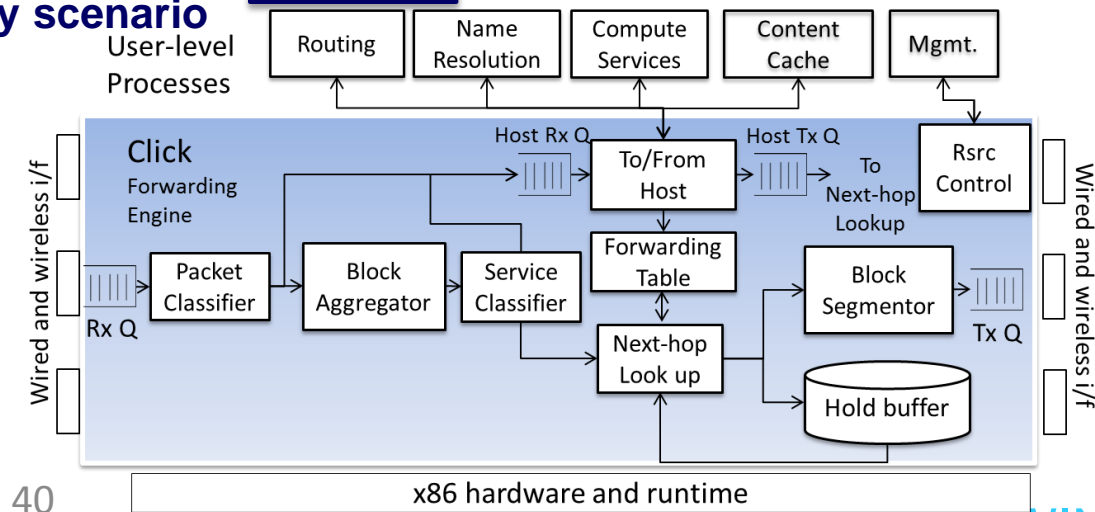 y scenario
User-level
Processes
Routing
Name
Resolution
Compute
Services
Content
Cache
Mgmt.
Click
Forwarding
Engine
Host Rx Q
To/From
Host
Host Tx Q
To
Next-hop
Lookup
Rsrc
Control
Wired and wireless i/f
Rx Q
Packet
Classifier
Block
Aggregator
Service
Classifier
Forwarding
Table
Next-hop
Look up
Block
Segmentor
Tx Q
Hold buffer
Wired and wireless i/f
x86 hardware and runtime
40